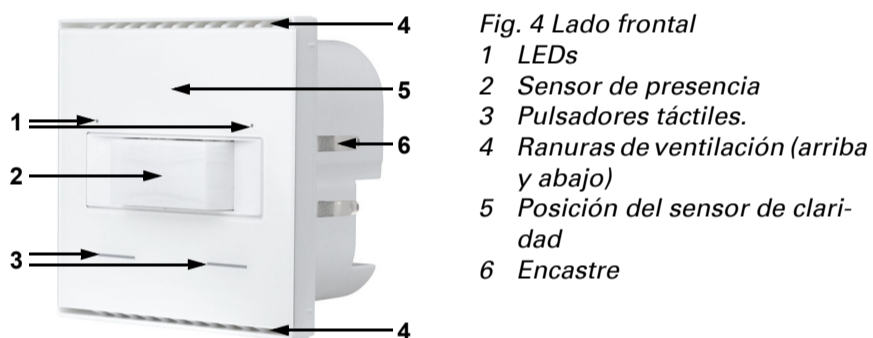 4
5
1
6
2
3
4
Fig. 4 Lado frontal
1 LEDs
2 Sensor de presencia
3 Pulsadores táctiles.
4 Ranuras de ventilación (arriba
y abajo)
5 Posición del sensor de clari-
dad
6 Encastre